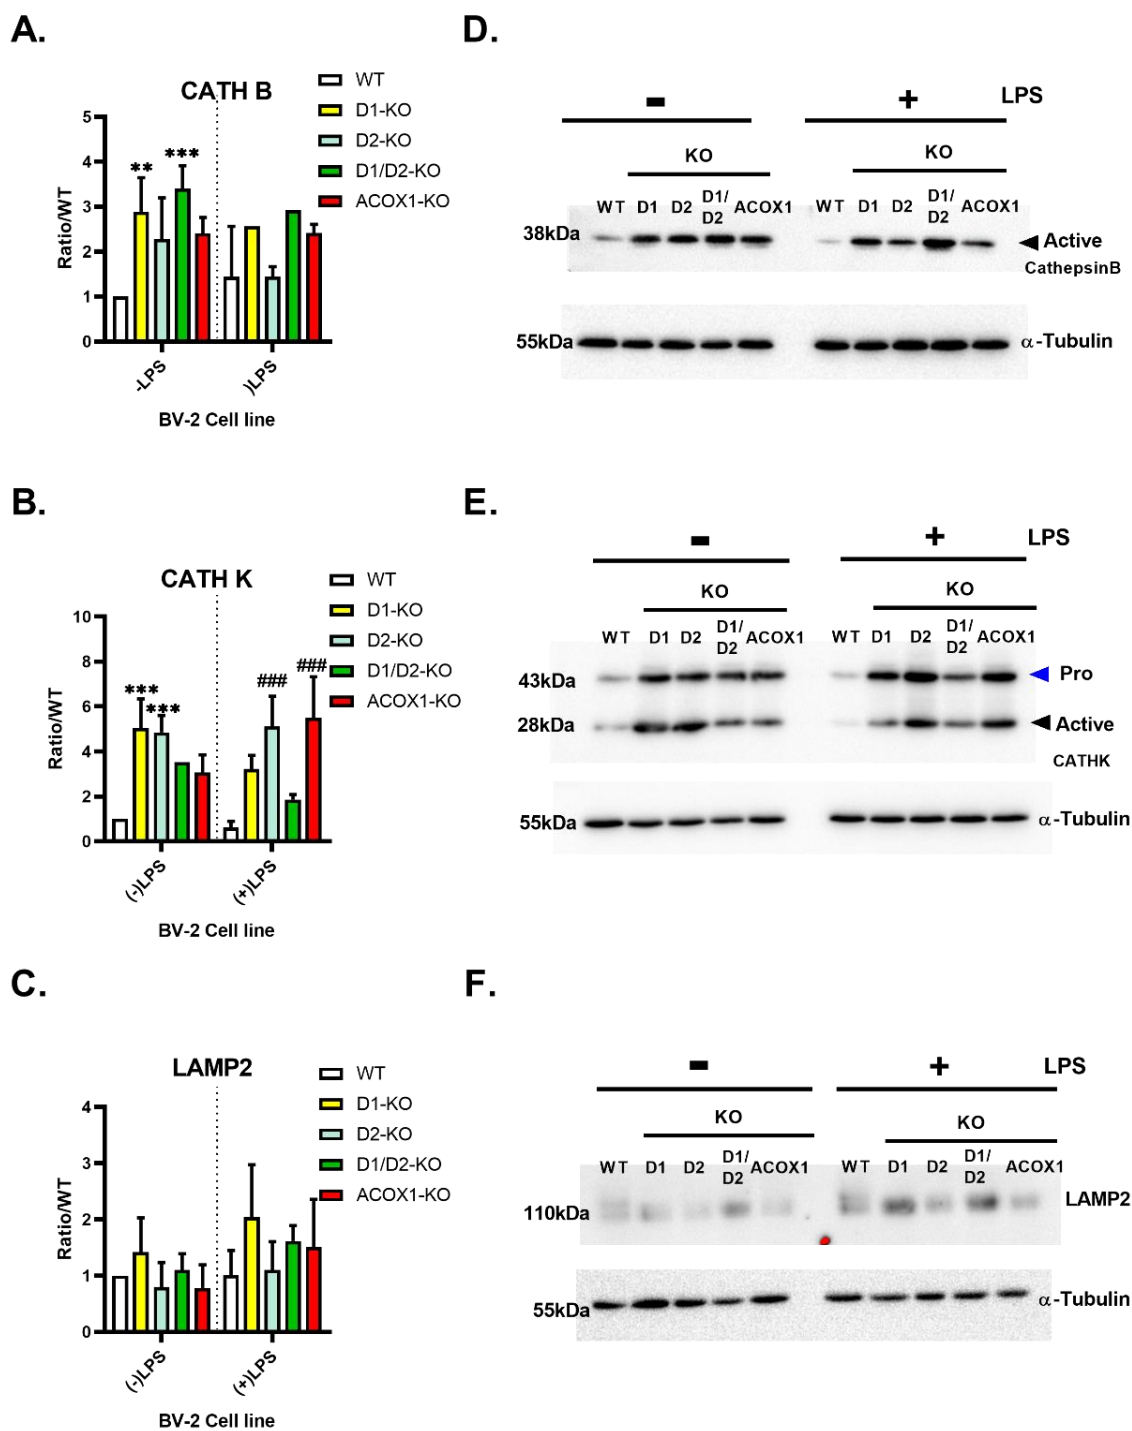 A.
CATH B
WT
D1-KO
D2-KO
D1/D2-KO
ACOX1-KO
5
4
3
2
1
0
Ratio/WT
** ***
-LPS )LPS
BV-2 Cell line
D.
- + LPS
KO KO
WT D1 D2 D1/D2 ACOX1 WT D1 D2 D1/D2 ACOX1
38kDa
Active
CathepsinB
55kDa α-Tubulin
B.
CATH K
WT
D1-KO
D2-KO
D1/D2-KO
ACOX1-KO
10
8
6
4
2
0
Ratio/WT
***
***
###
###
(-)LPS (+)LPS
BV-2 Cell line
E.
- + LPS
KO KO
WT D1 D2 D1/D2 ACOX1 WT D1 D2 D1/D2 ACOX1
43kDa Pro
28kDa Active
CATHK
55kDa α-Tubulin
C.
LAMP2
WT
D1-KO
D2-KO
D1/D2-KO
ACOX1-KO
4
3
2
1
0
Ratio/WT
(-)LPS (+)LPS
BV-2 Cell line
F.
- + LPS
KO KO
WT D1 D2 D1/D2 ACOX1 WT D1 D2 D1/D2 ACOX1
110kDa LAMP2
55kDa α-Tubulin